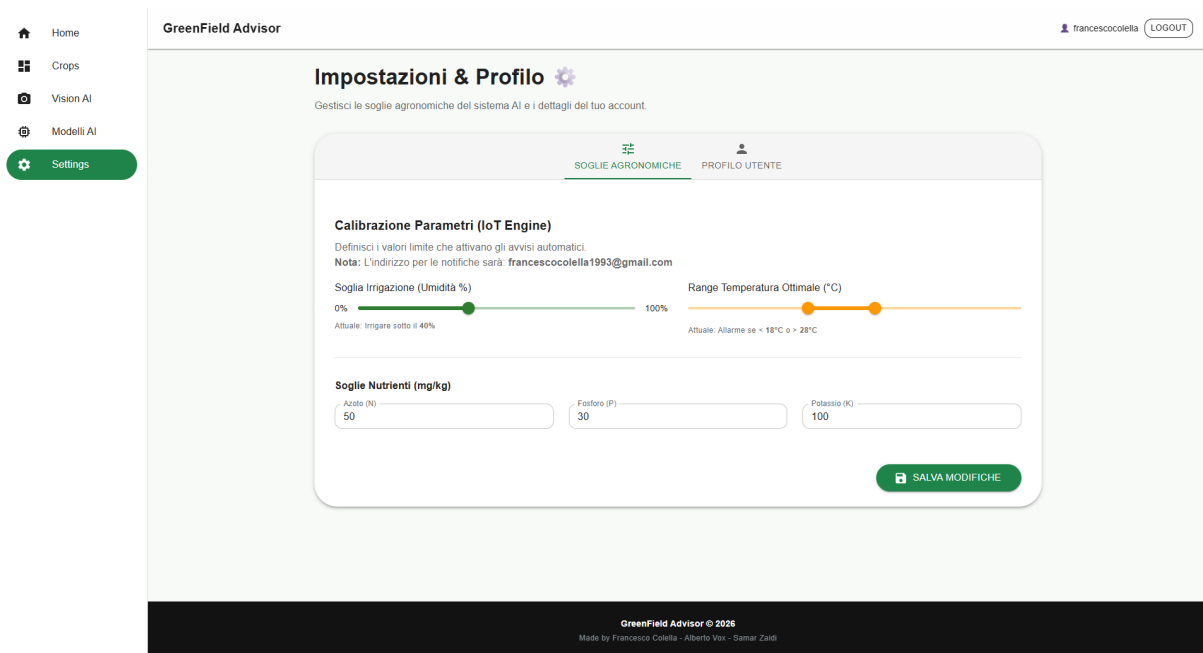 Home
Crops
Vision AI
Modelli AI
Settings
GreenField Advisor
francescocolella LOGOUT
Impostazioni & Profilo
Gestisci le soglie agronomiche del sistema AI e i dettagli del tuo account.
SOGLIE AGRONOMICHE PROFILO UTENTE
Calibrazione Parametri (IoT Engine)
Definisci i valori limite che attivano gli avvisi automatici.
Nota: L'indirizzo per le notifiche sarà: francescocolella1993@gmail.com
Soglia Irrigazione (Umidità %)
0% 100%
Attuale: Irrigare sotto il 40%
Range Temperatura Ottimale (°C)
Attuale: Allarme se < 18°C o > 28°C
Soglie Nutrienti (mg/kg)
Azoto (N)
50
Fosforo (P)
30
Potassio (K)
100
SALVA MODIFICHE
GreenField Advisor © 2026
Made by Francesco Colella - Alberto Vox - Samar Zaidi